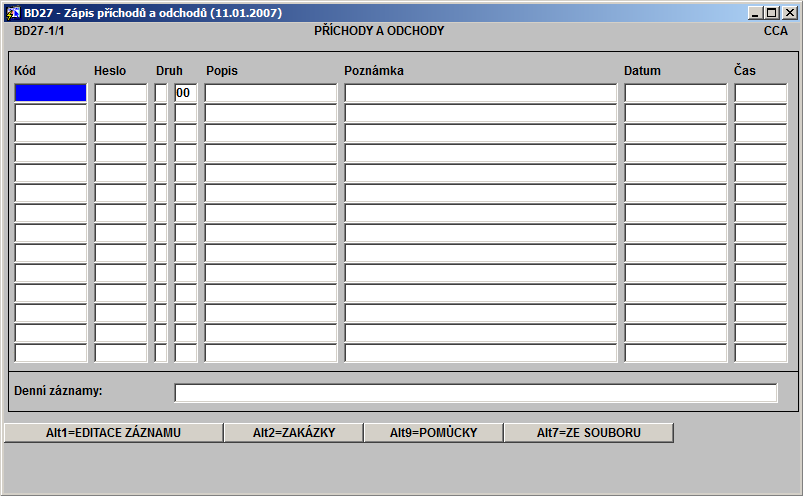 BD27 - Zápis příchodů a odchodů (11.01.2007)
BD27-1/1 PŘÍCHODY A ODCHODY CCA
Kód Heslo Druh Popis Poznámka Datum Čas
00
Denní záznamy:
Alt1=EDITACE ZÁZNAMU Alt2=ZAKÁZKY Alt9=POMŮCKY Alt7=ZE SOUBORU